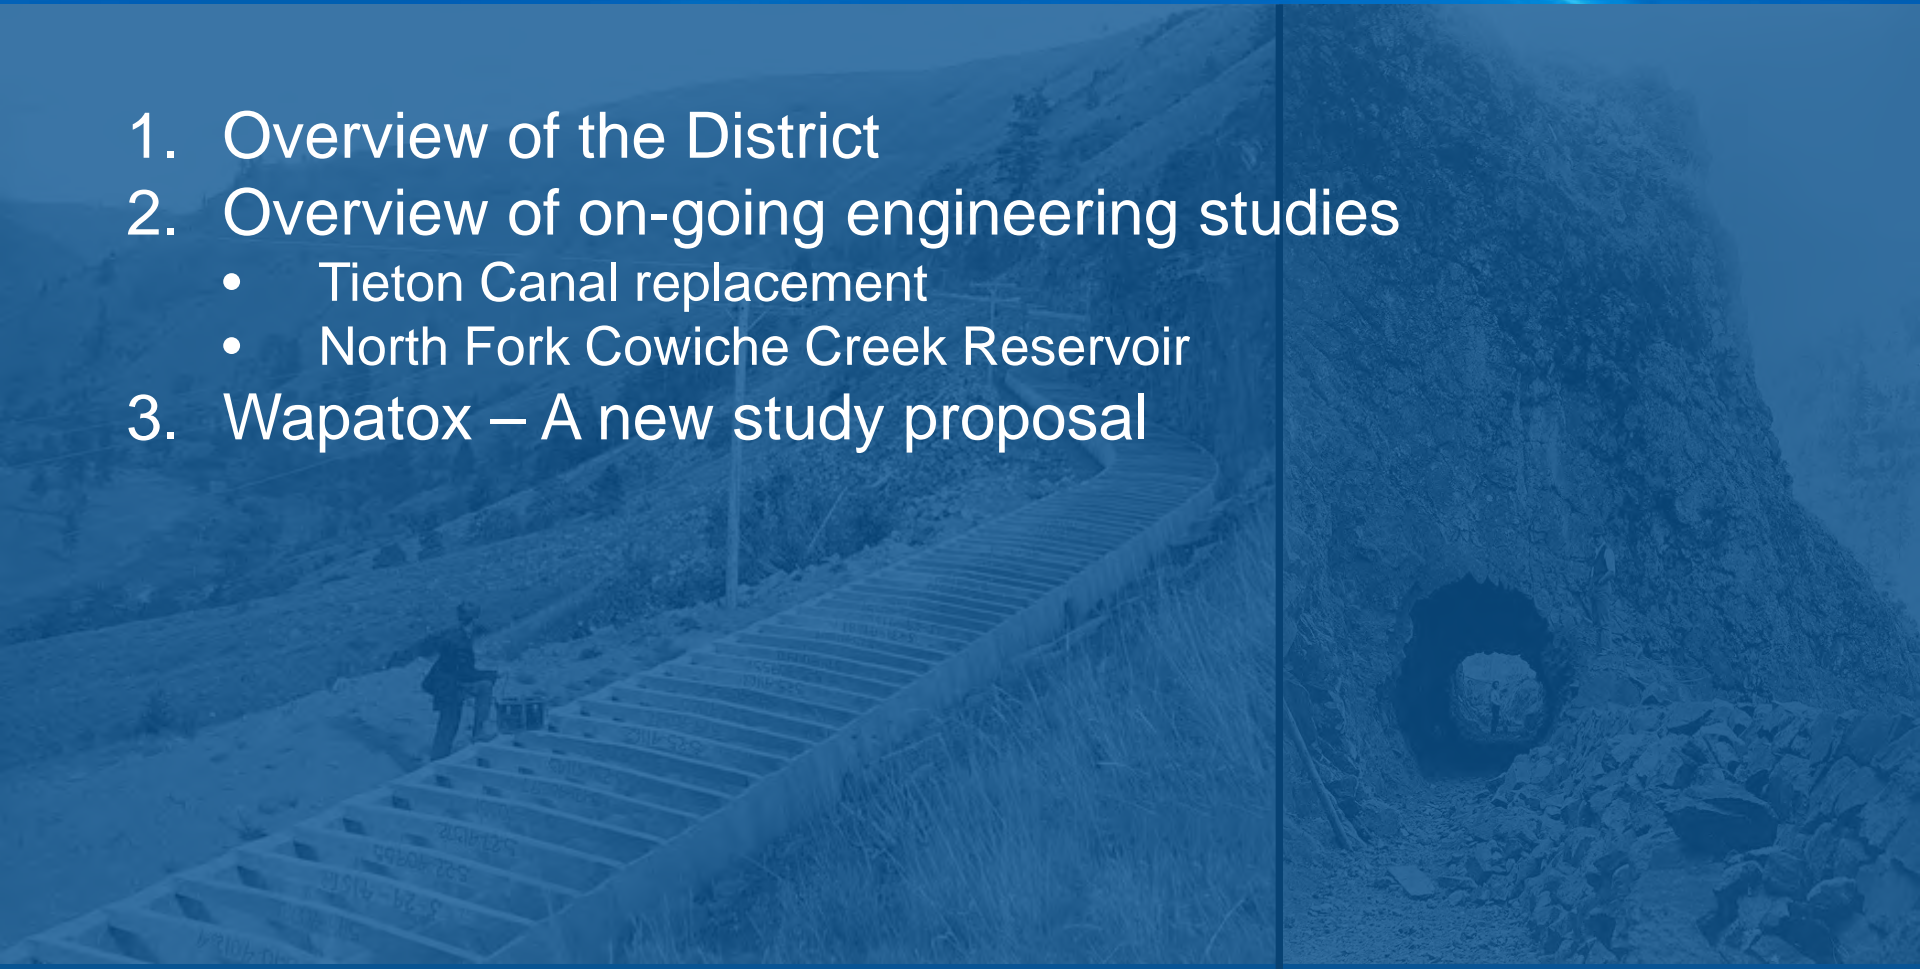 1. Overview of the District
2. Overview of on-going engineering studies
• Tieton Canal replacement
• North Fork Cowiche Creek Reservoir
3. Wapatox – A new study proposal